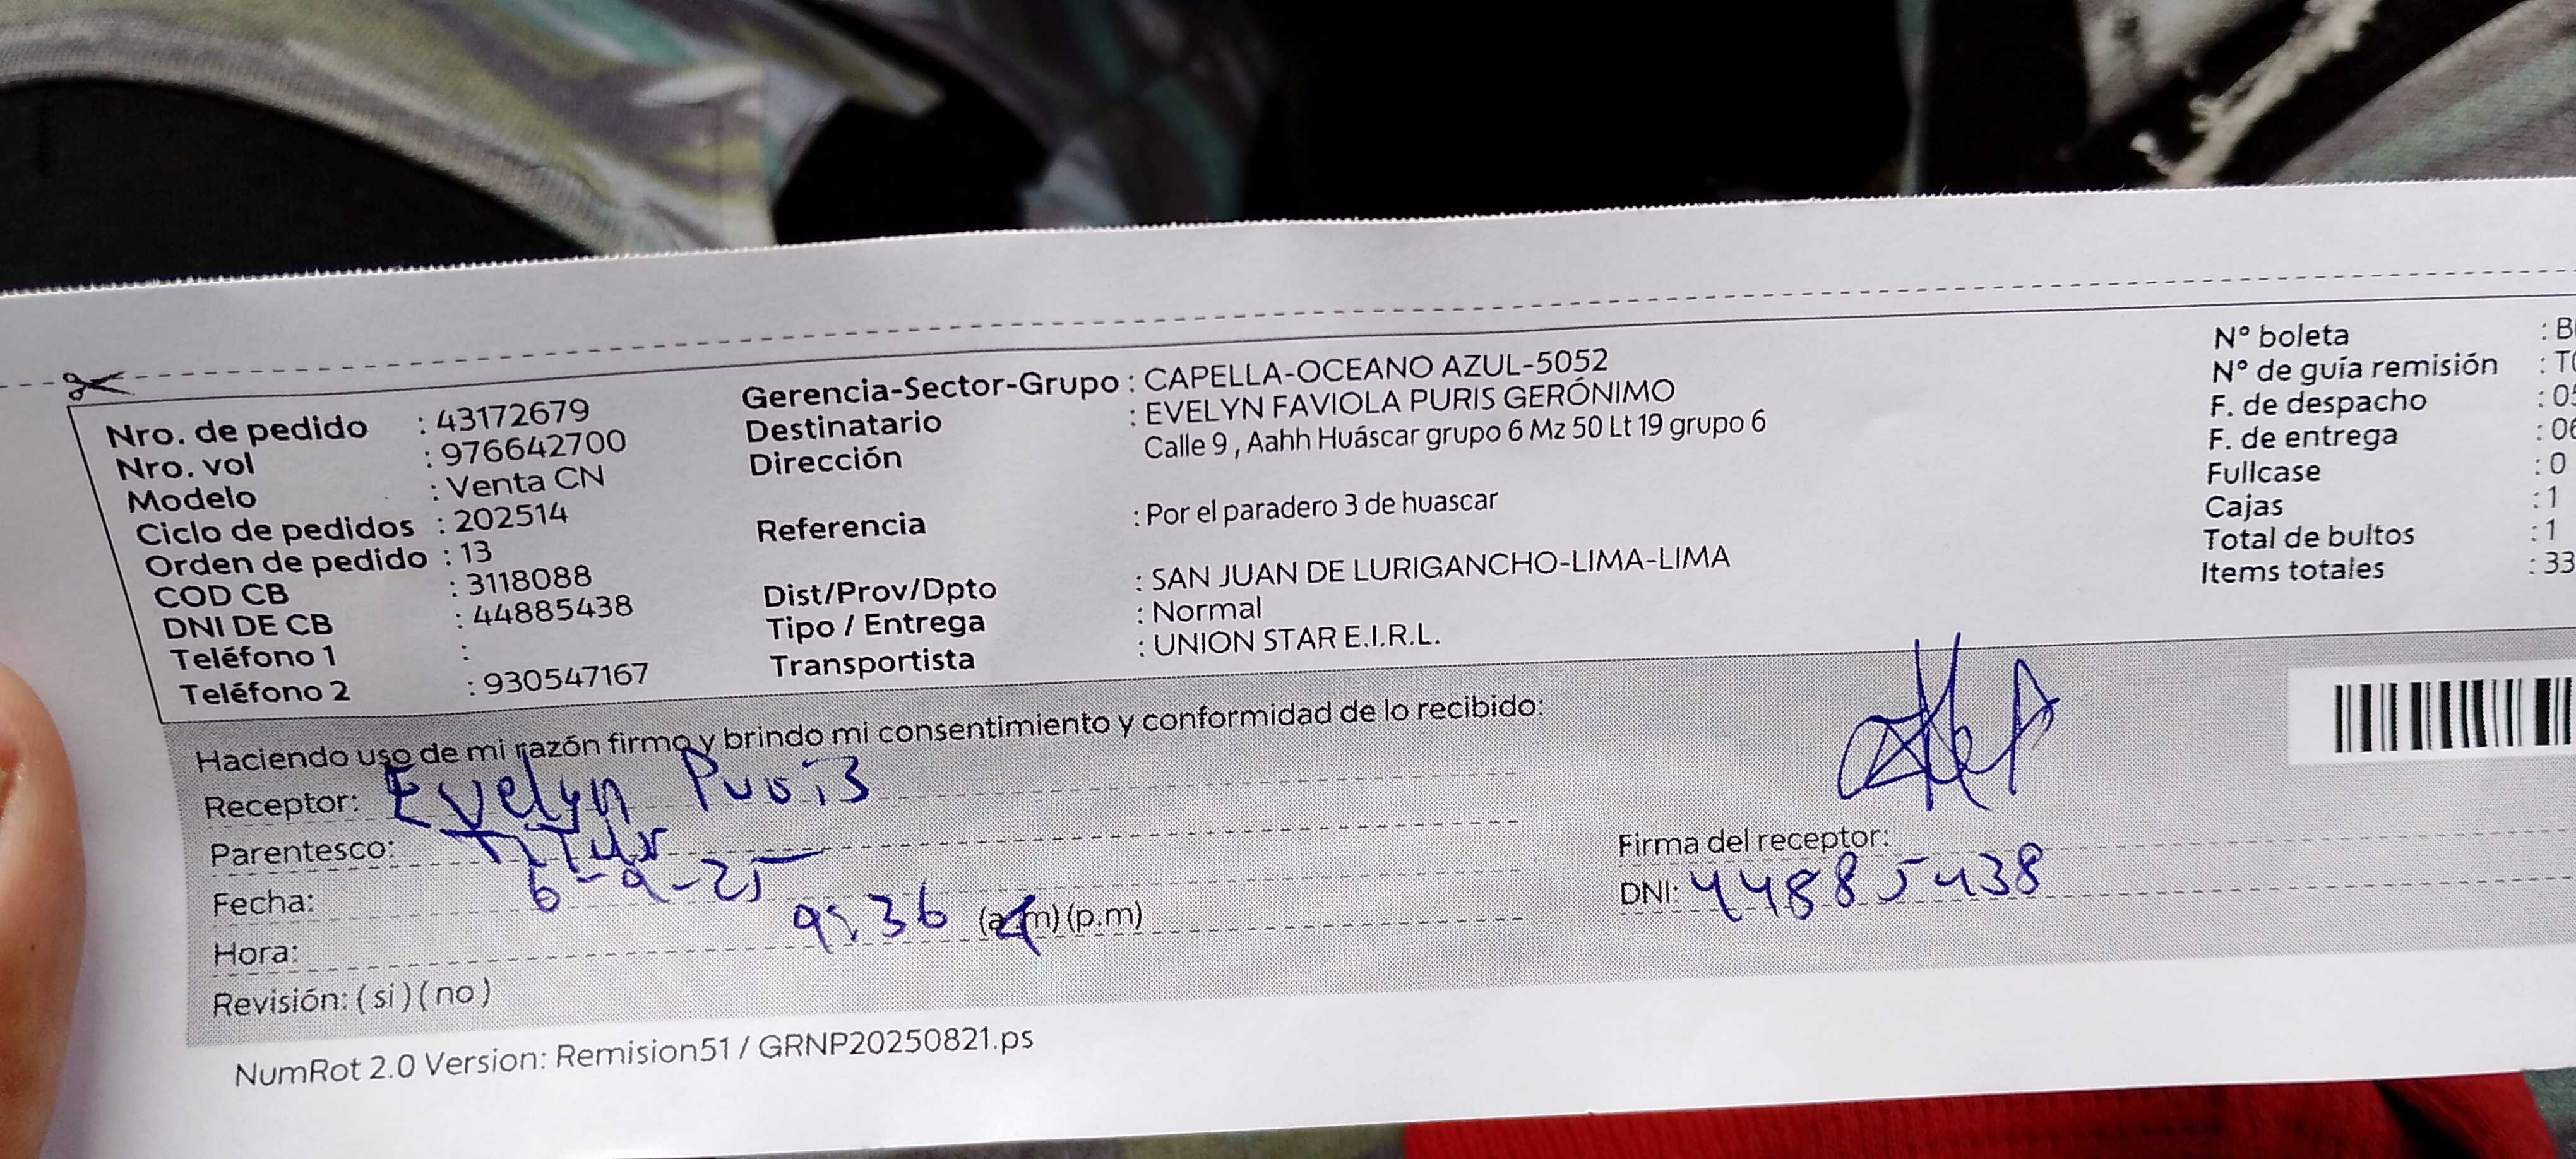 Nro. de pedido : 43172679
Nro. vol : 976642700
Modelo : Venta CN
Ciclo de pedidos : 202514
Orden de pedido : 13
COD CB : 3118088
DNI DE CB : 44885438
Teléfono 1 :
Teléfono 2 : 930547167
Gerencia-Sector-Grupo : CAPELLA-OCEANO AZUL-5052
Destinatario : EVELYN FAVIOLA PURIS GERÓNIMO
Dirección Calle 9 , Aahh Huáscar grupo 6 Mz 50 Lt 19 grupo 6
Referencia : Por el paradero 3 de huascar
Dist/Prov/Dpto : SAN JUAN DE LURIGANCHO-LIMA-LIMA
Tipo / Entrega : Normal
Transportista : UNION STAR E.I.R.L.
N° boleta : B
N° de guía remisión : T0
F. de despacho : 05
F. de entrega : 06
Fullcase : 0
Cajas : 1
Total de bultos : 1
Items totales : 33
Haciendo uso de mi razón firmo y brindo mi consentimiento y conformidad de lo recibido:
Receptor: Evelyn Puris
Parentesco: Titular
Fecha: 6-9-25
Hora: 9:36 (a.m) (p.m)
Revisión: ( si ) ( no )
Firma del receptor:
DNI: 44885438
NumRot 2.0 Version: Remision51 / GRNP20250821.ps